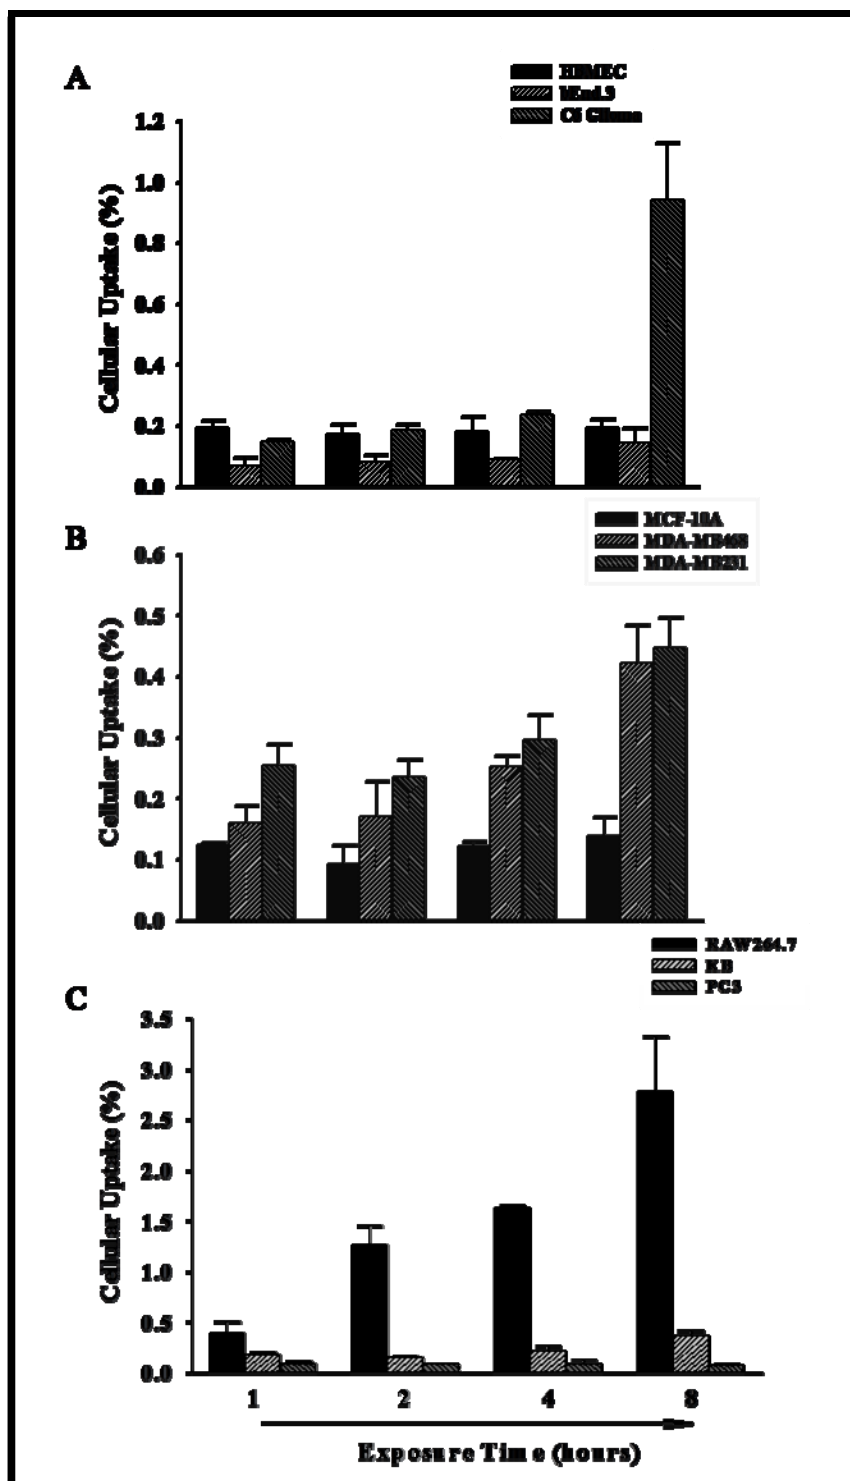 A
HBMEC
bEnd.3
C6 Glioma
1.2
1.0
0.8
0.6
0.4
0.2
0.0
Cellular Uptake (%)
B
MCF-10A
MDA-MB468
MDA-MB231
0.6
0.5
0.4
0.3
0.2
0.1
0.0
Cellular Uptake (%)
RAW264.7
KB
PC3
C
3.5
3.0
2.5
2.0
1.5
1.0
0.5
0.0
Cellular Uptake (%)
1 2 4 8
Exposure Time (hours)